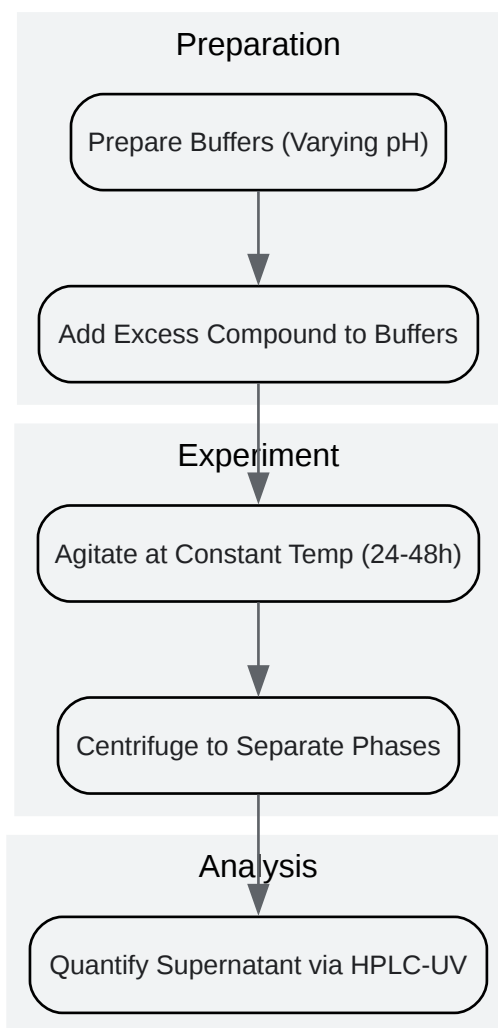 Preparation
Prepare Buffers (Varying pH)
Add Excess Compound to Buffers
Experiment
Agitate at Constant Temp (24-48h)
Centrifuge to Separate Phases
Analysis
Quantify Supernatant via HPLC-UV